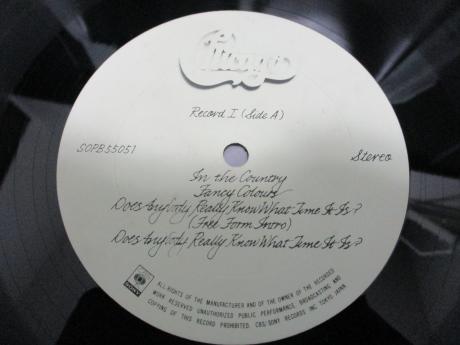 Chicago
Record I (Side A)
SOPB55051
Stereo
In the Country
Fancy Colours
Does Anybody Really Know What Time It Is?
(Free Form Intro)
Does Anybody Really Know What Time It Is?
SONY
ALL RIGHTS OF THE MANUFACTURER AND OF THE OWNER OF THE RECORDED
WORK RESERVED UNAUTHORIZED PUBLIC PERFORMANCE, BROADCASTING AND
COPYING OF THIS RECORD PROHIBITED. CBS/SONY RECORDS INC. TOKYO JAPAN